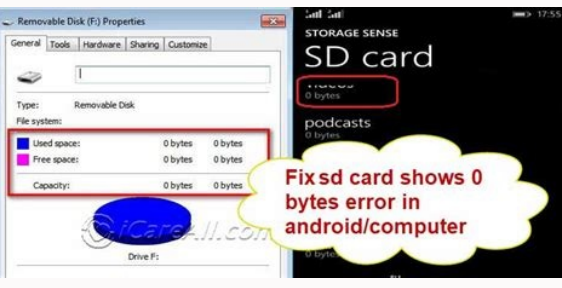 Removable Disk (F:) Properties
General Tools Hardware Sharing Customize
Type: Removable Disk
File system:
Used space: 0 bytes 0 bytes
Free space: 0 bytes 0 bytes
Capacity: 0 bytes 0 bytes
iCareAll.com
Drive F:
17:55
STORAGE SENSE
SD card
videos
0 bytes
podcasts
0 bytes
Fix sd card shows 0
bytes error in
android/computer
0 bytes